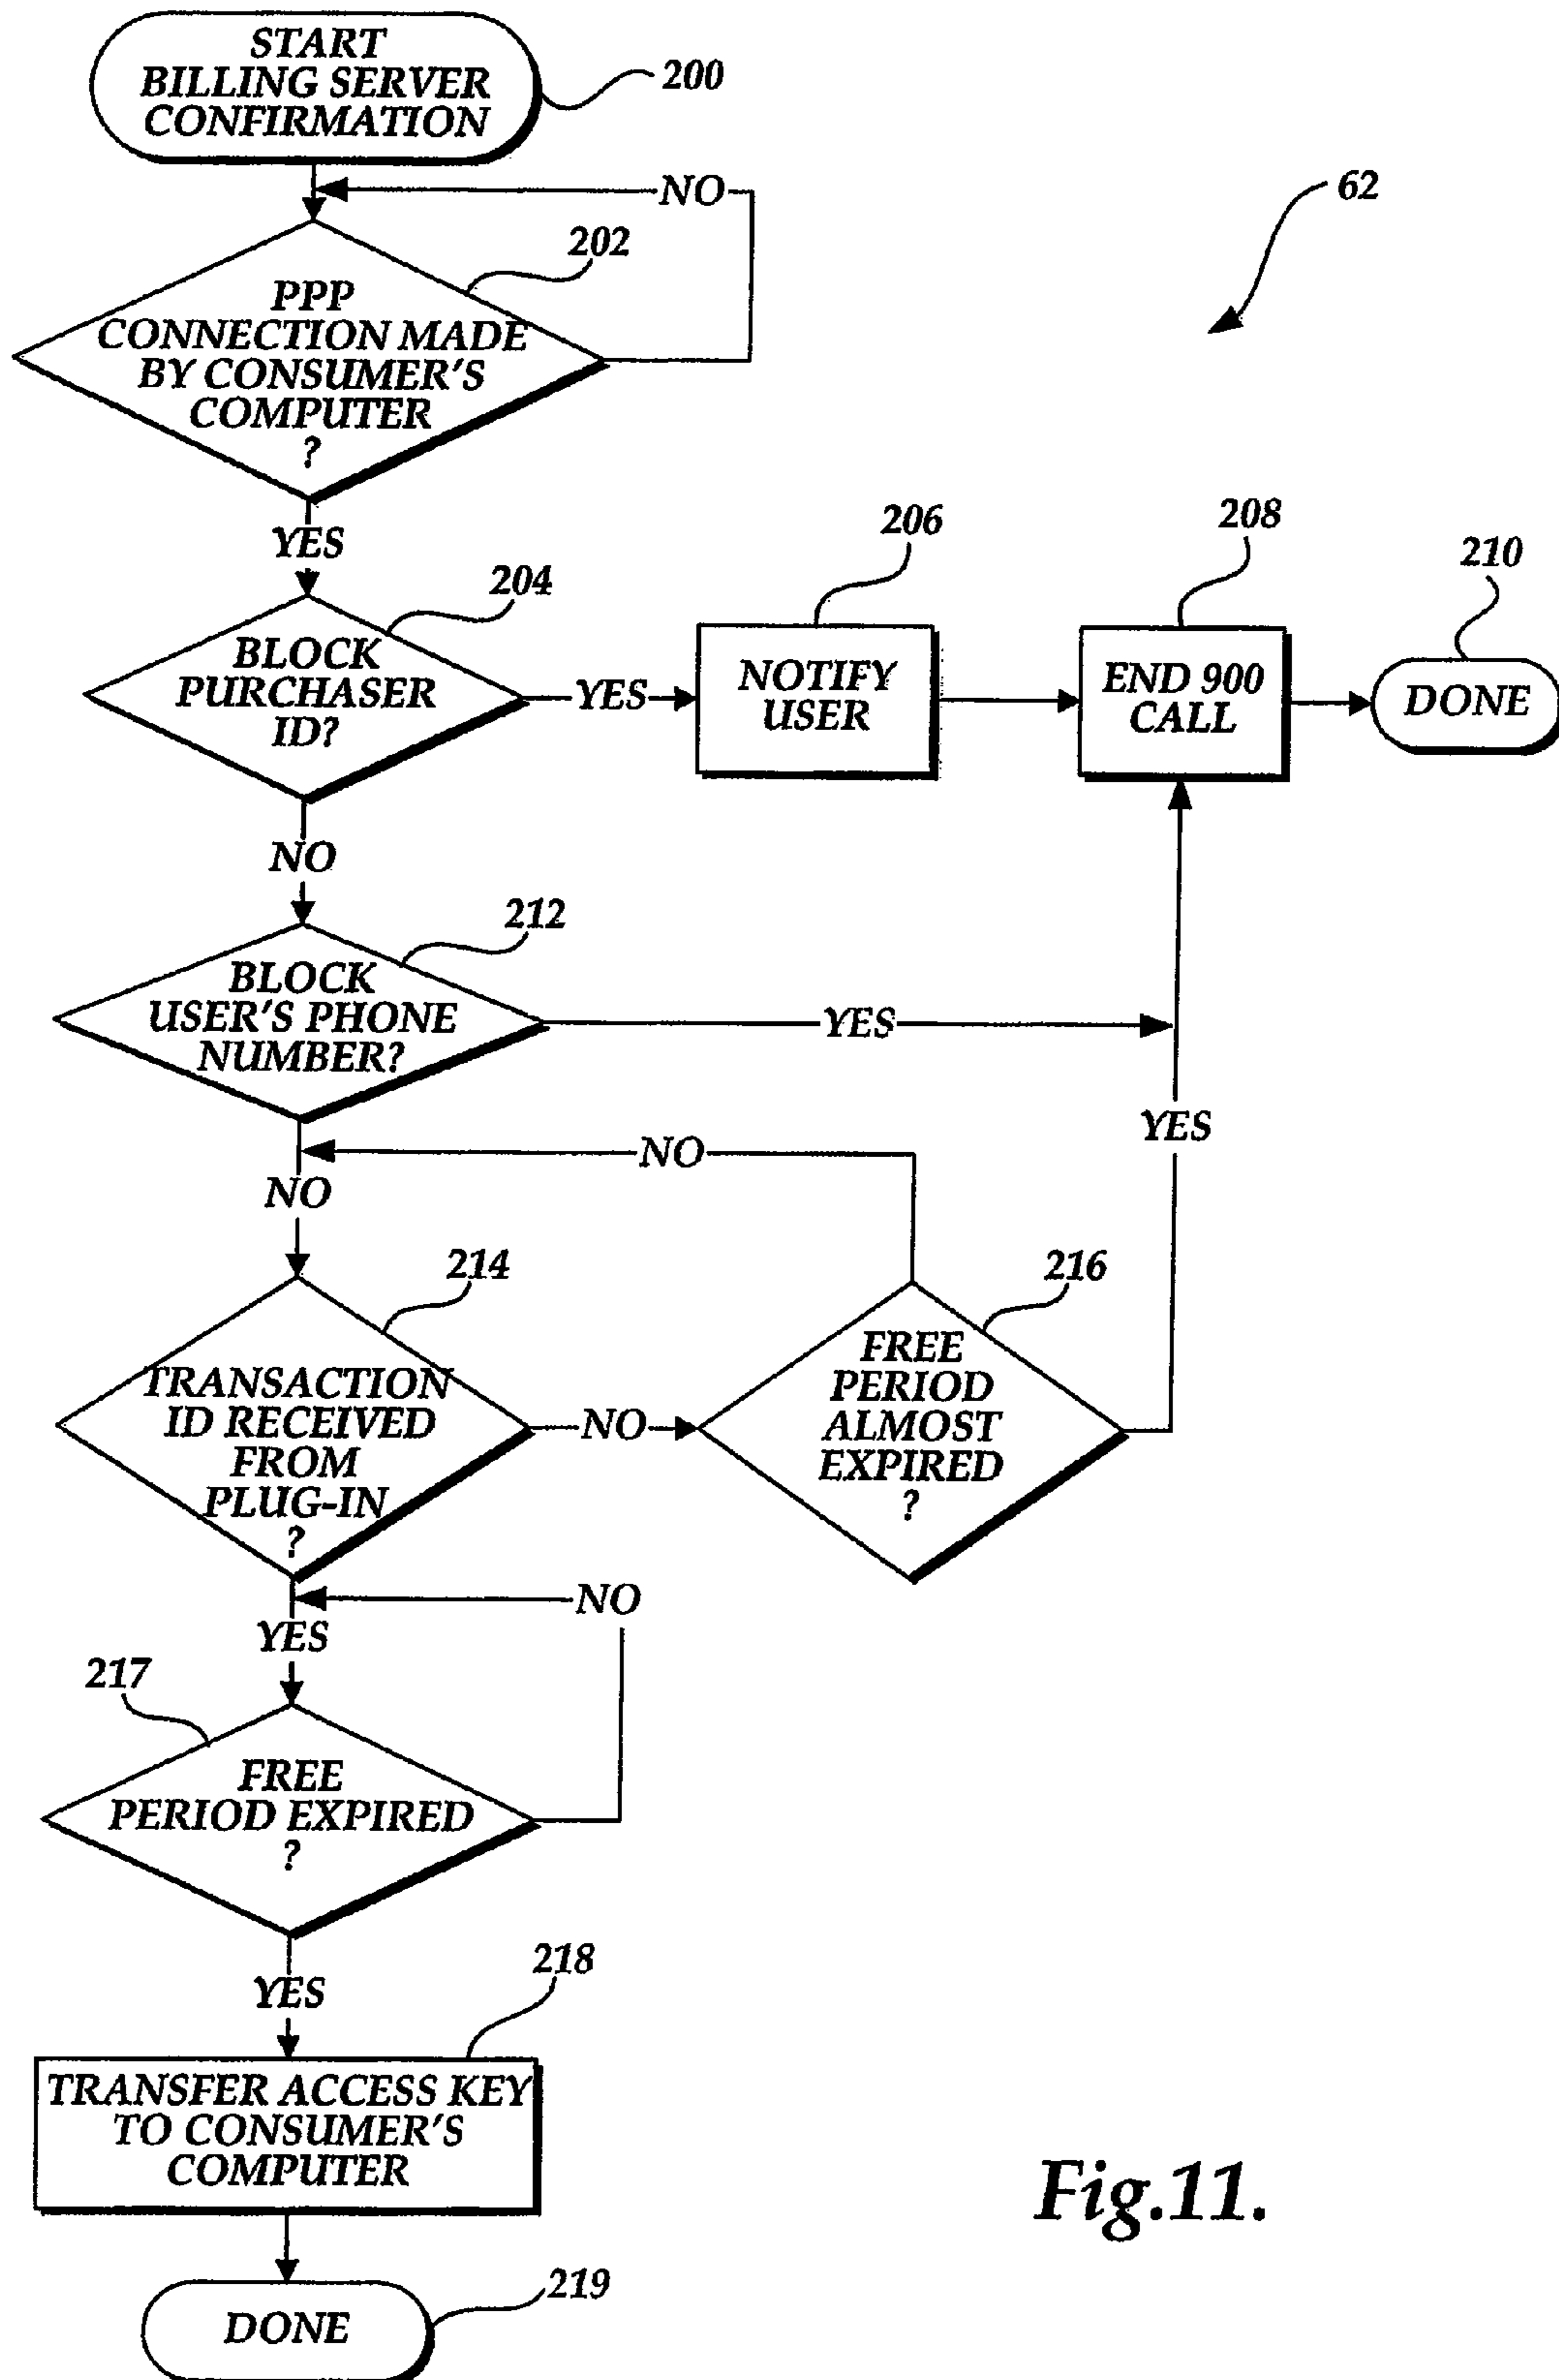 START
BILLING SERVER
CONFIRMATION
200
NO
62
202
PPP
CONNECTION MADE
BY CONSUMER'S
COMPUTER
?
YES
204
BLOCK
PURCHASER
ID?
YES
206
NOTIFY
USER
208
END 900
CALL
210
DONE
NO
212
BLOCK
USER'S PHONE
NUMBER?
YES
YES
NO
NO
214
TRANSACTION
ID RECEIVED
FROM
PLUG-IN
?
NO
216
FREE
PERIOD
ALMOST
EXPIRED
?
NO
YES
217
FREE
PERIOD EXPIRED
?
YES
218
TRANSFER ACCESS KEY
TO CONSUMER'S
COMPUTER
219
DONE
Fig.11.